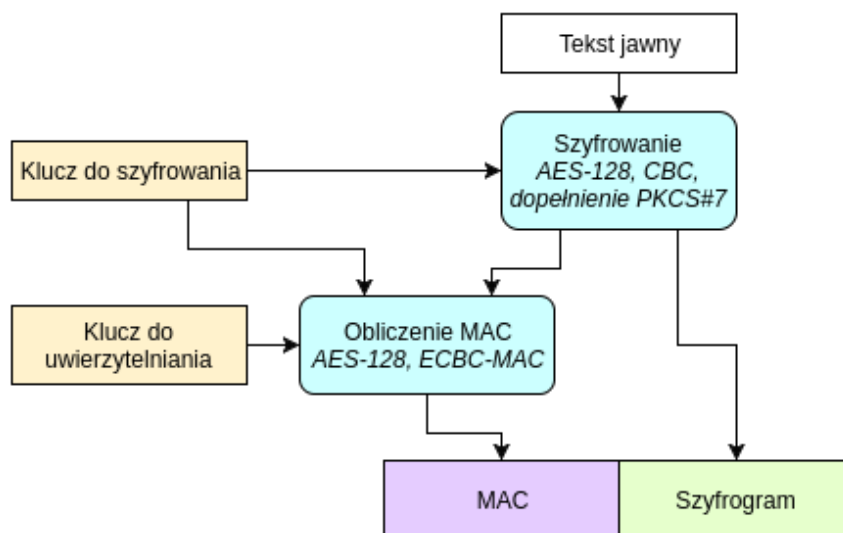 Tekst jawny
Szyfrowanie
AES-128, CBC,
dopełnienie PKCS#7
Klucz do szyfrowania
Obliczenie MAC
AES-128, ECBC-MAC
Klucz do
uwierzytelniania
MAC
Szyfrogram